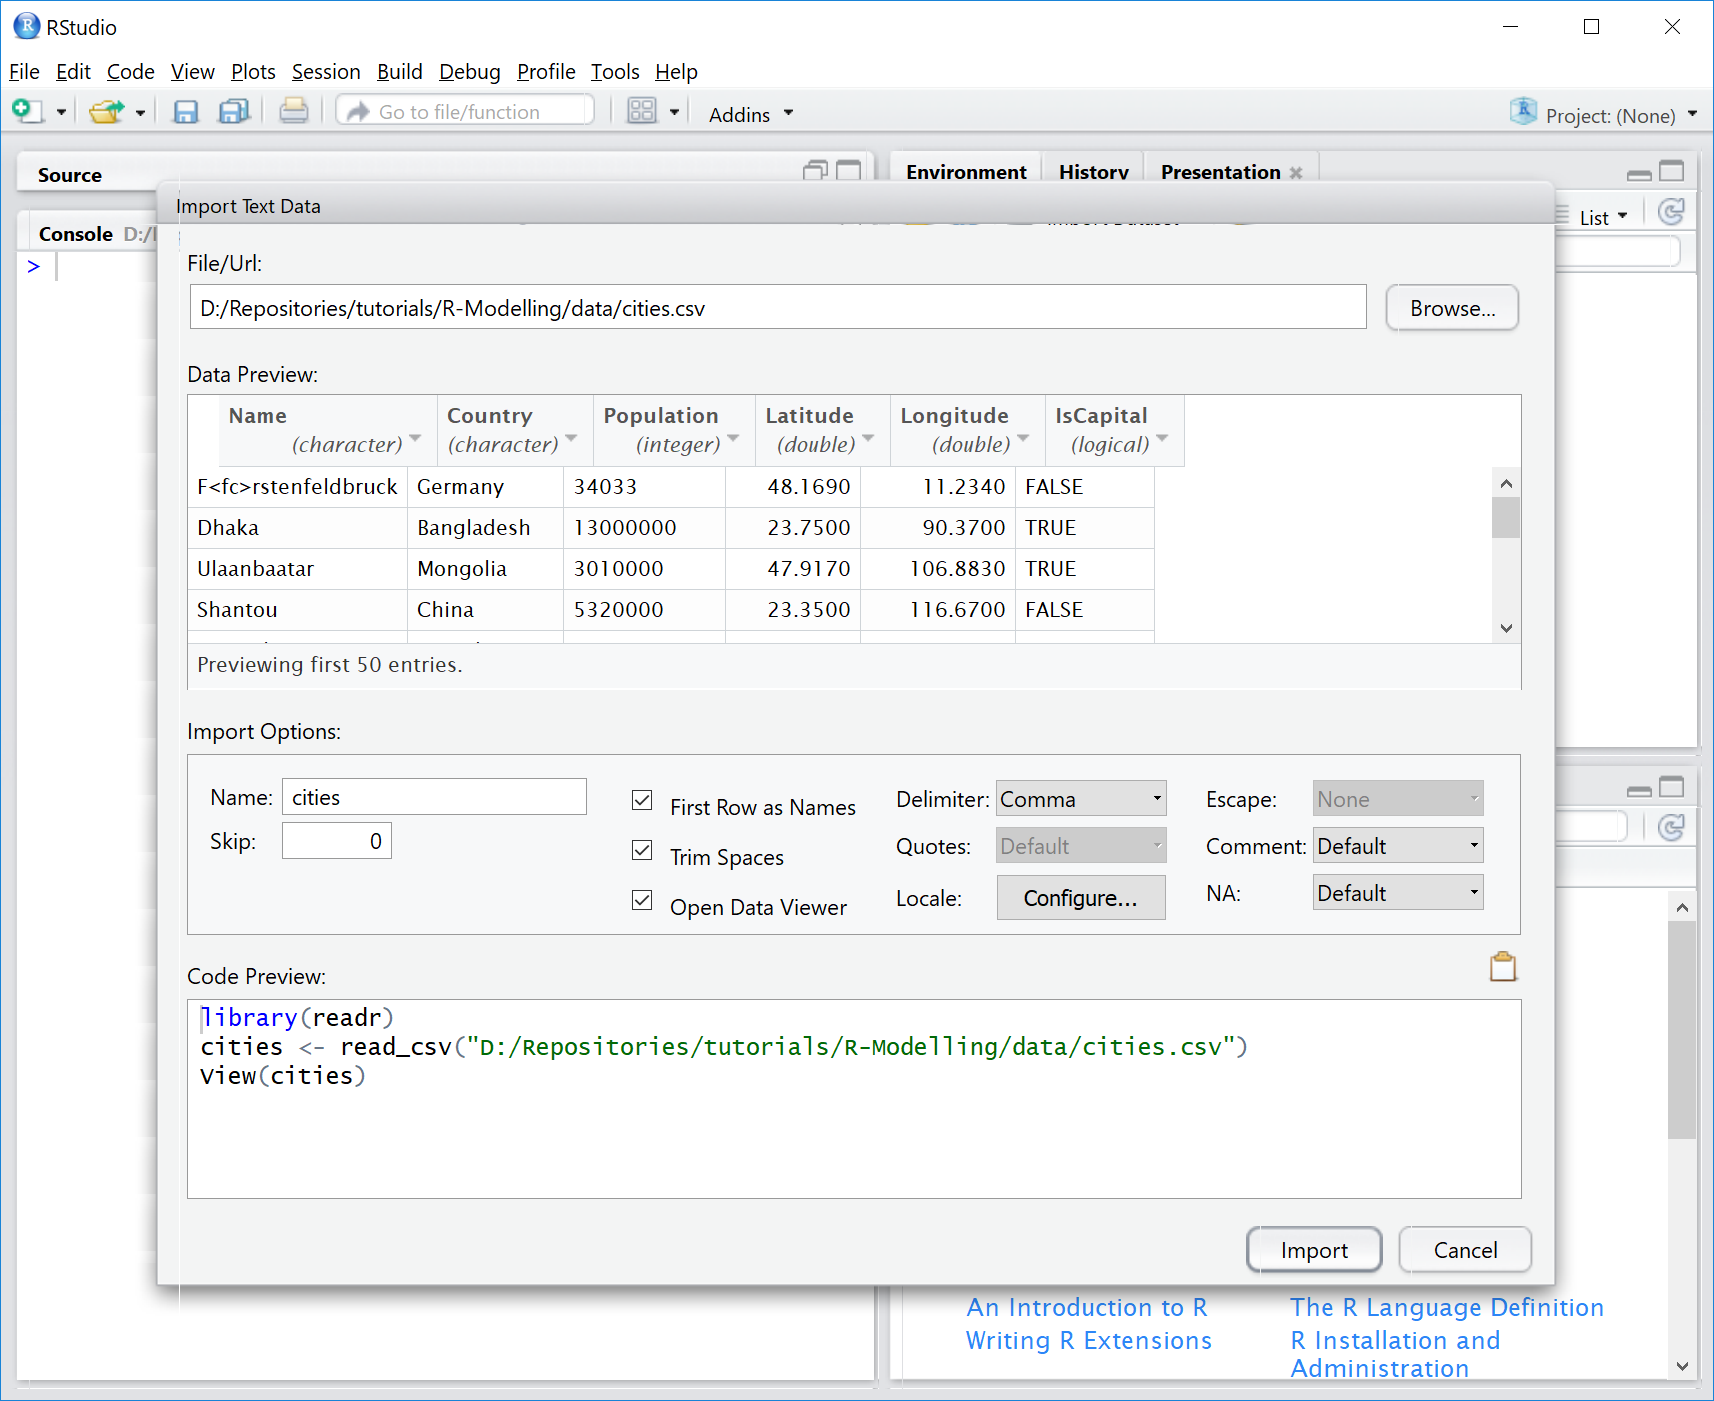 RStudio
File Edit Code View Plots Session Build Debug Profile Tools Help
Go to file/function Addins Project: (None)
Source Environment History Presentation
Import Text Data
List
Console D:/
>
File/Url:
D:/Repositories/tutorials/R-Modelling/data/cities.csv Browse...
Data Preview:
Name Country Population Latitude Longitude IsCapital
(character) (character) (integer) (double) (double) (logical)
F<fc>rstenfeldbruck Germany 34033 48.1690 11.2340 FALSE
Dhaka Bangladesh 13000000 23.7500 90.3700 TRUE
Ulaanbaatar Mongolia 3010000 47.9170 106.8830 TRUE
Shantou China 5320000 23.3500 116.6700 FALSE
Previewing first 50 entries.
Import Options:
Name: cities First Row as Names Delimiter: Comma Escape: None
Skip: 0 Trim Spaces Quotes: Default Comment: Default
Open Data Viewer Locale: Configure... NA: Default
Code Preview:
library(readr)
cities <- read_csv("D:/Repositories/tutorials/R-Modelling/data/cities.csv")
View(cities)
Import Cancel
An Introduction to R The R Language Definition
Writing R Extensions R Installation and
Administration